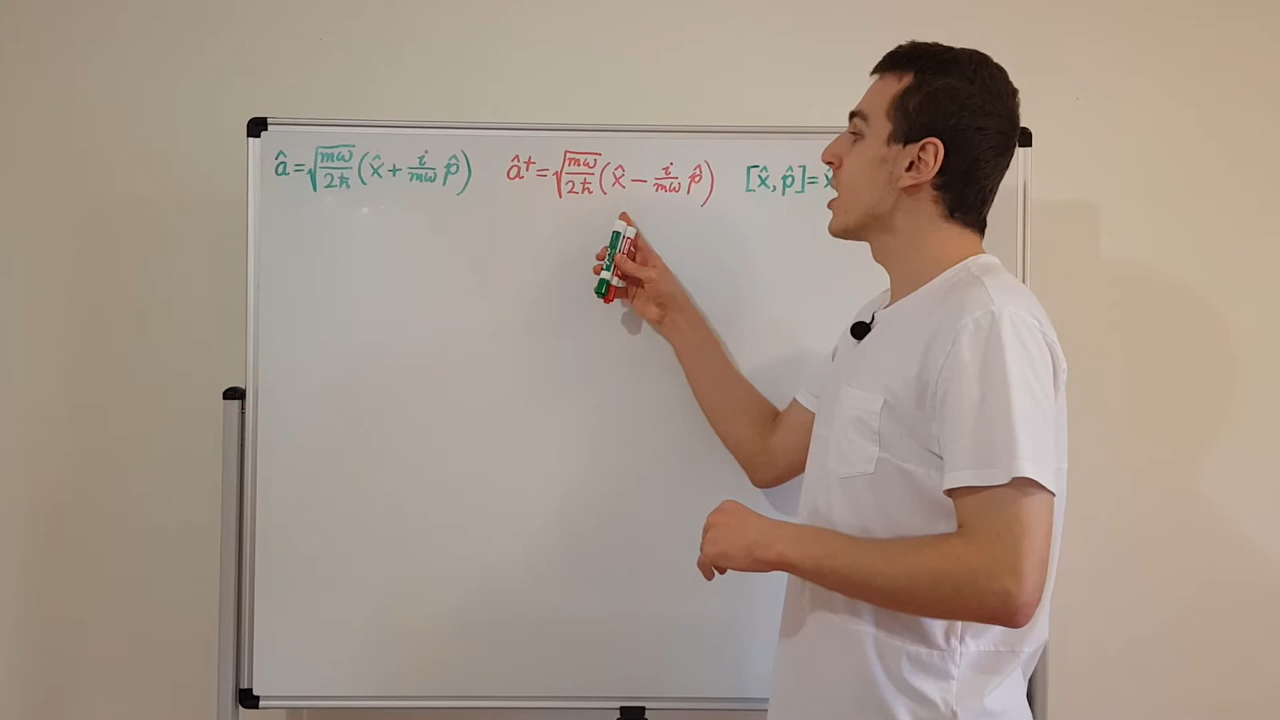 â = √(mω/2ħ) (x̂ + i/mω p̂) â† = √(mω/2ħ) (x̂ − i/mω p̂) [x̂, p̂] = x̂